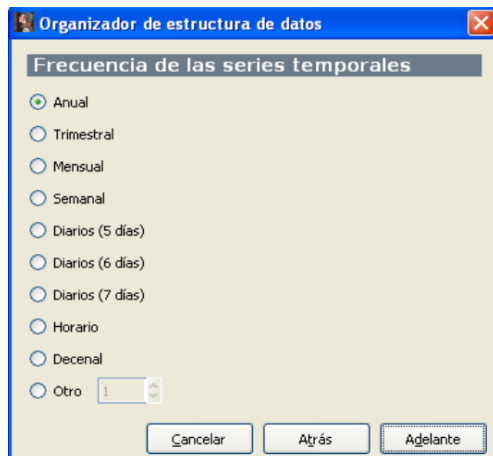 Organizador de estructura de datos
Frecuencia de las series temporales
Anual
Trimestral
Mensual
Semanal
Diarios (5 días)
Diarios (6 días)
Diarios (7 días)
Horario
Decenal
Otro 1
Cancelar Atrás Adelante